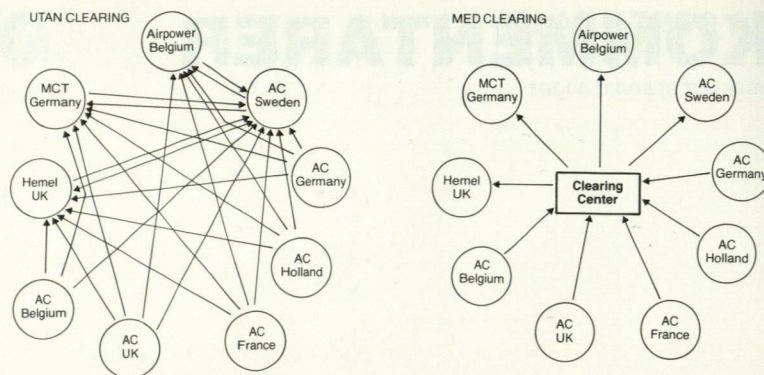 UTAN CLEARING
Airpower
Belgium
MCT
Germany
AC
Sweden
AC
Germany
Hemel
UK
AC
Holland
AC
Belgium
AC
UK
AC
France
MED CLEARING
Airpower
Belgium
MCT
Germany
AC
Sweden
AC
Germany
Hemel
UK
Clearing
Center
AC
Holland
AC
Belgium
AC
UK
AC
France